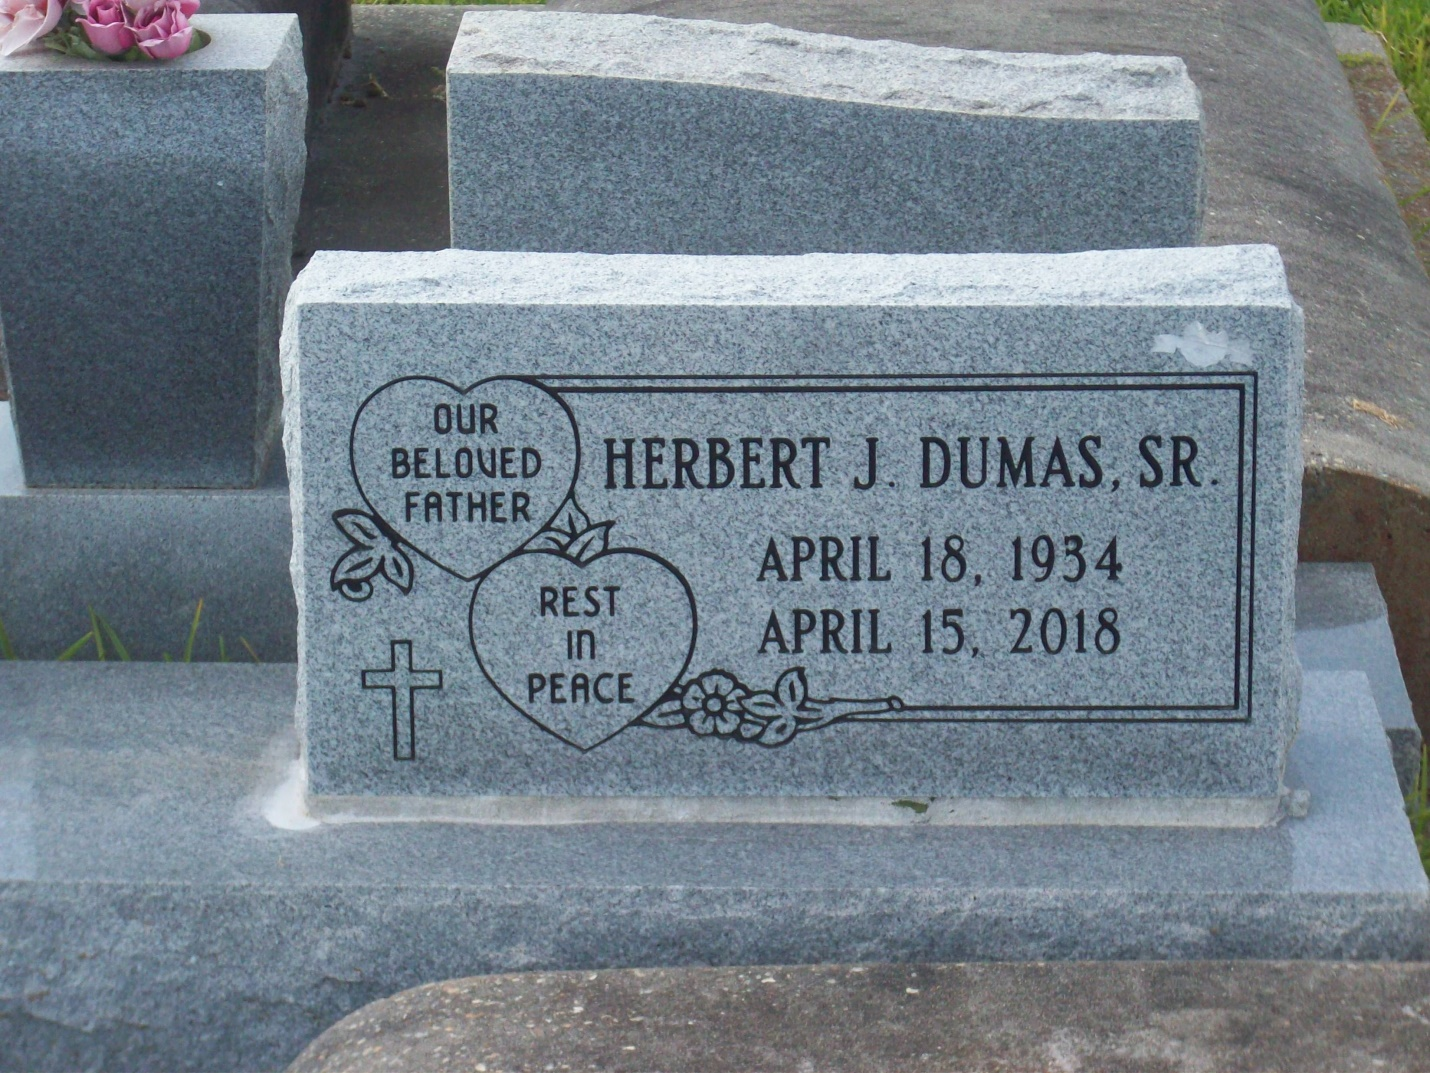 OUR
BELOVED
FATHER
REST
in
PEACE
HERBERT J. DUMAS, SR.
APRIL 18, 1934
APRIL 15, 2018